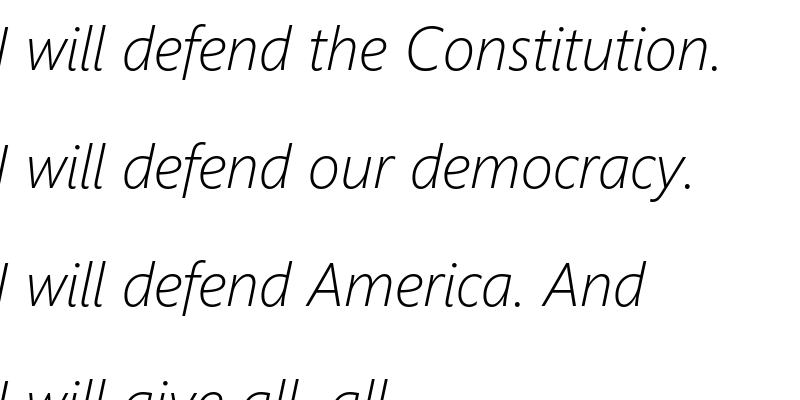 I will defend the Constitution.
I will defend our democracy.
I will defend America. And
I will give all, all